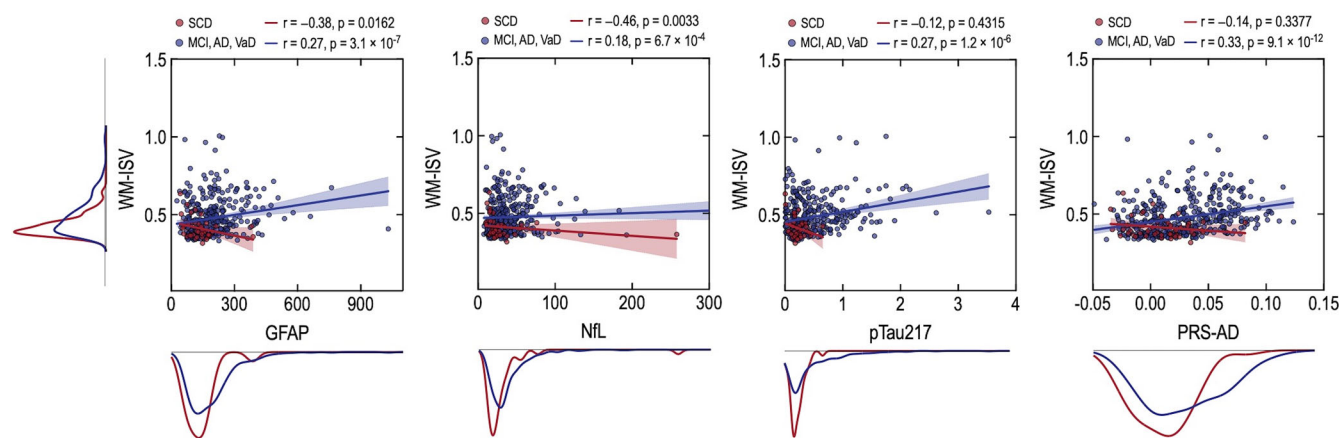 SCD r = −0.38, p = 0.0162
MCI, AD, VaD r = 0.27, p = 3.1 × 10⁻⁷
WM-ISV
1.5
1.0
0.5
0 300 600 900
GFAP
SCD r = −0.46, p = 0.0033
MCI, AD, VaD r = 0.18, p = 6.7 × 10⁻⁴
WM-ISV
1.5
1.0
0.5
0 100 200 300
NfL
SCD r = −0.12, p = 0.4315
MCI, AD, VaD r = 0.27, p = 1.2 × 10⁻⁶
WM-ISV
1.5
1.0
0.5
0 1 2 3 4
pTau217
SCD r = −0.14, p = 0.3377
MCI, AD, VaD r = 0.33, p = 9.1 × 10⁻¹²
WM-ISV
1.5
1.0
0.5
-0.05 0.00 0.05 0.10 0.15
PRS-AD